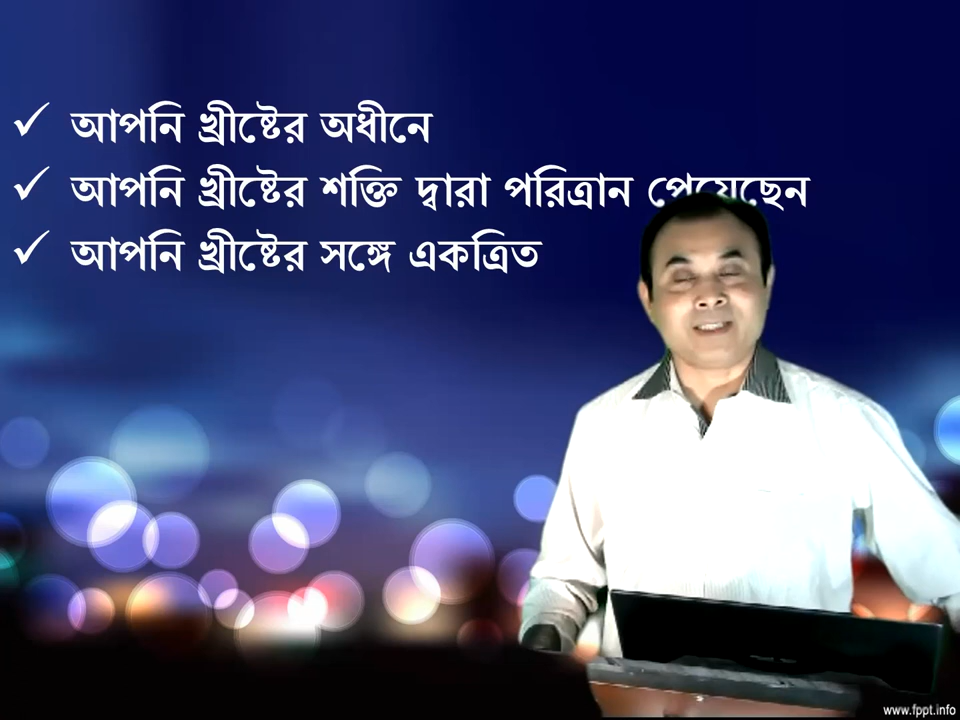 ✓ আপনি খ্রীষ্টের অধীনে
✓ আপনি খ্রীষ্টের শক্তি দ্বারা পরিত্রান পেয়েছেন
✓ আপনি খ্রীষ্টের সঙ্গে একত্রিত
www.fppt.info